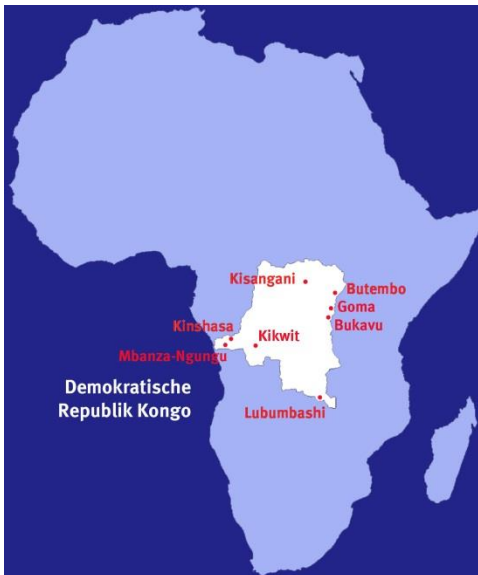 Kisangani
Butembo
Goma
Bukavu
Kinshasa
Kikwit
Mbanza-Ngungu
Demokratische
Republik Kongo
Lubumbashi